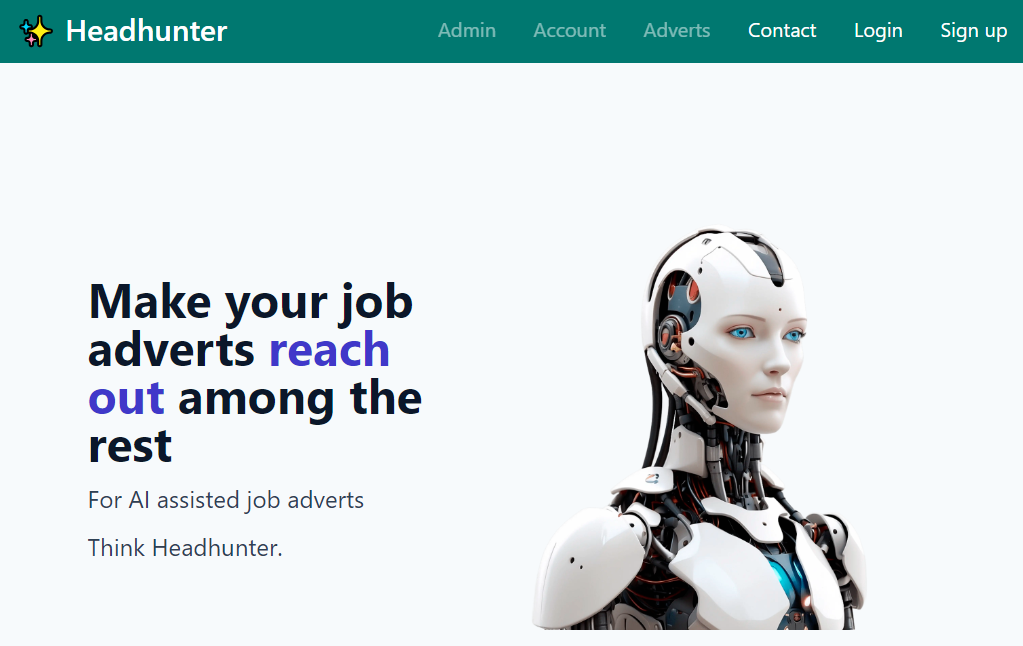 Headhunter
Admin Account Adverts Contact Login Sign up
Make your job
adverts reach
out among the
rest
For AI assisted job adverts
Think Headhunter.